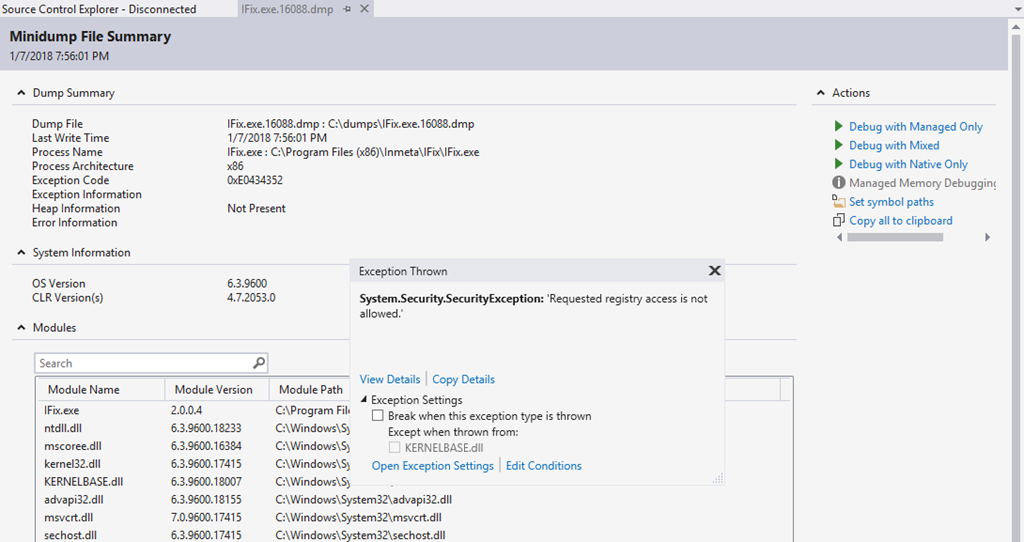 Source Control Explorer - Disconnected
IFix.exe.16088.dmp
Minidump File Summary
1/7/2018 7:56:01 PM
Dump Summary
Dump File IFix.exe.16088.dmp : C:\dumps\IFix.exe.16088.dmp
Last Write Time 1/7/2018 7:56:01 PM
Process Name IFix.exe : C:\Program Files (x86)\Inmeta\IFix\IFix.exe
Process Architecture x86
Exception Code 0xE0434352
Exception Information
Heap Information Not Present
Error Information
System Information
OS Version 6.3.9600
CLR Version(s) 4.7.2053.0
Modules
Search
Module Name Module Version Module Path
IFix.exe 2.0.0.4 C:\Program File
ntdll.dll 6.3.9600.18233 C:\Windows\Sy
mscoree.dll 6.3.9600.16384 C:\Windows\Sy
kernel32.dll 6.3.9600.17415 C:\Windows\Sy
KERNELBASE.dll 6.3.9600.18007 C:\Windows\Sy
advapi32.dll 6.3.9600.18155 C:\Windows\System32\advapi32.dll
msvcrt.dll 7.0.9600.17415 C:\Windows\System32\msvcrt.dll
sechost.dll 6.3.9600.17415 C:\Windows\System32\sechost.dll
Exception Thrown
System.Security.SecurityException: 'Requested registry access is not
allowed.'
View Details | Copy Details
Exception Settings
Break when this exception type is thrown
Except when thrown from:
KERNELBASE.dll
Open Exception Settings | Edit Conditions
Actions
Debug with Managed Only
Debug with Mixed
Debug with Native Only
Managed Memory Debugging
Set symbol paths
Copy all to clipboard